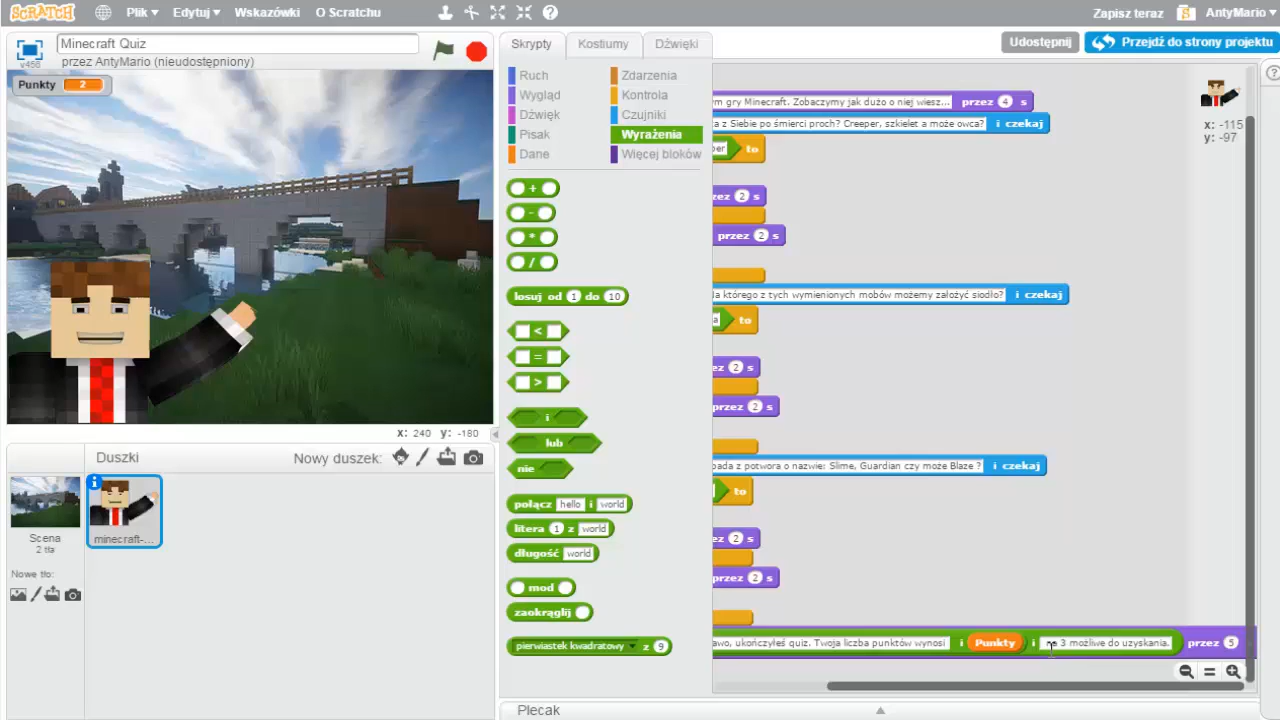 SCRATCH Plik Edytuj Wskazówki O Scratchu Zapisz teraz AntyMario
v456 Minecraft Quiz
przez AntyMario (nieudostępniony)
Skrypty Kostiumy Dźwięki
Udostępnij Przejdź do strony projektu
Punkty 2
Ruch Zdarzenia
Wygląd Kontrola
Dźwięk Czujniki
Pisak Wyrażenia
Dane Więcej bloków
+
-
*
/
losuj od 1 do 10
<
=
>
i
lub
nie
połącz hello i world
litera 1 z world
długość world
mod
zaokrąglij
pierwiastek kwadratowy z 9
gry Minecraft. Zobaczymy jak dużo o niej wiesz... przez 4 s
z Siebie po śmierci proch? Creeper, szkielet a może owca? i czekaj
to
2 s
przez 2 s
którego z tych wymienionych mobów możemy założyć siodło? i czekaj
a to
2 s
przez 2 s
z potwora o nazwie: Slime, Guardian czy może Blaze ? i czekaj
to
2 s
przez 2 s
ukończyłeś quiz. Twoja liczba punktów wynosi i Punkty i 3 możliwe do uzyskania. przez 5
x: -115
y: -97
x: 240 y: -180
Duszki Nowy duszek:
Scena
2 tła
minecraft-...
Nowe tło:
Plecak